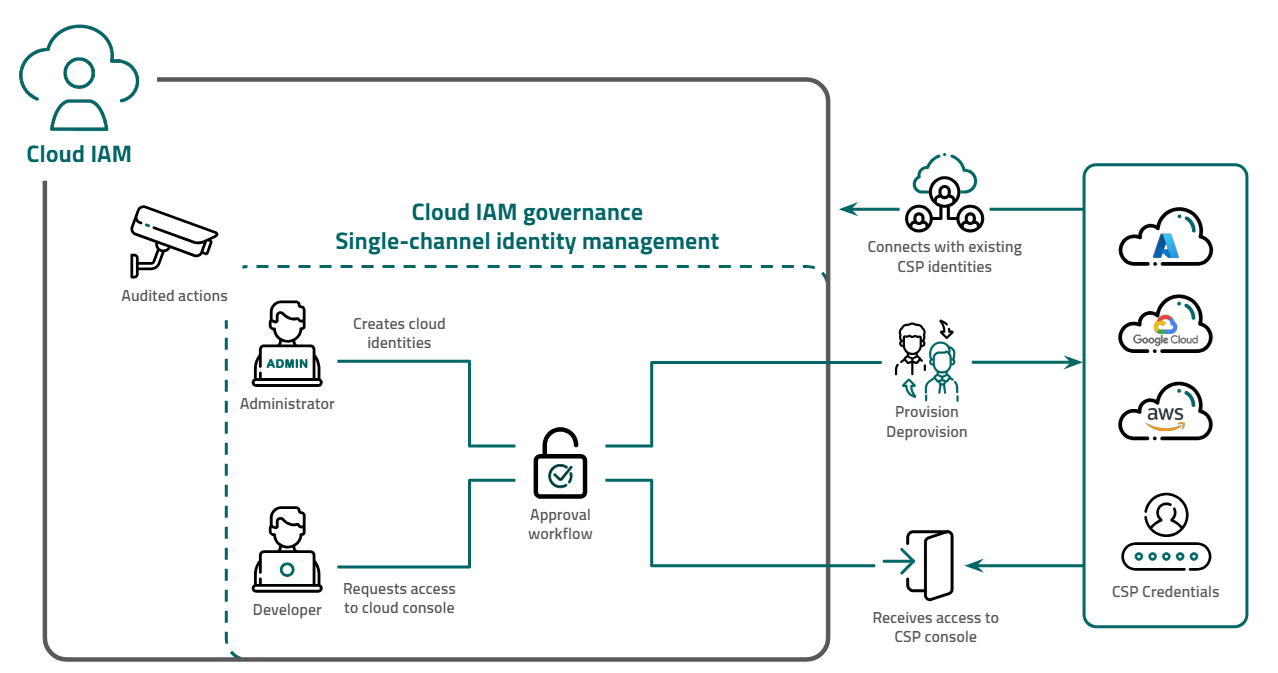 Cloud IAM
Cloud IAM governance
Single-channel identity management
Audited actions
Creates cloud
identities
ADMIN
Administrator
Approval
workflow
Developer
Requests access
to cloud console
Connects with existing
CSP identities
Provision
Deprovision
Receives access to
CSP console
Google Cloud
aws
CSP Credentials